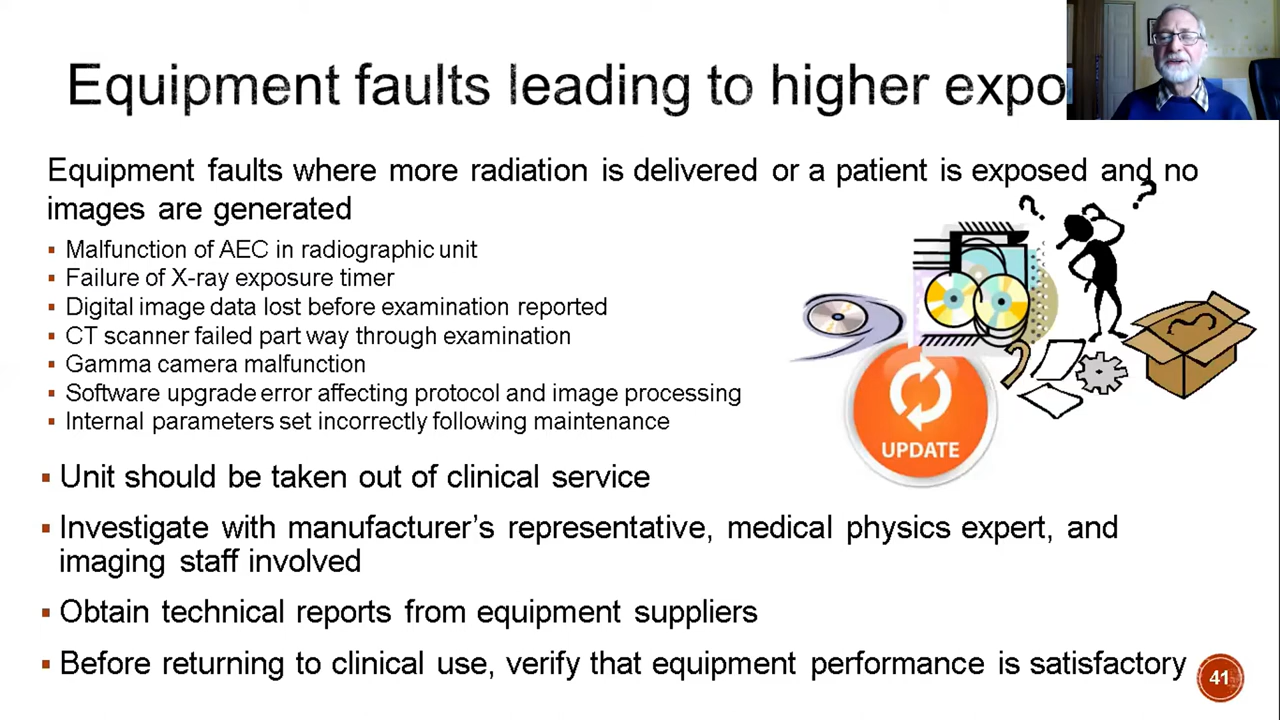 Equipment faults leading to higher expo
Equipment faults where more radiation is delivered or a patient is exposed and no
images are generated
▪ Malfunction of AEC in radiographic unit
▪ Failure of X-ray exposure timer
▪ Digital image data lost before examination reported
▪ CT scanner failed part way through examination
▪ Gamma camera malfunction
▪ Software upgrade error affecting protocol and image processing
▪ Internal parameters set incorrectly following maintenance
? ?
?
UPDATE
▪ Unit should be taken out of clinical service
▪ Investigate with manufacturer's representative, medical physics expert, and
imaging staff involved
▪ Obtain technical reports from equipment suppliers
▪ Before returning to clinical use, verify that equipment performance is satisfactory
41